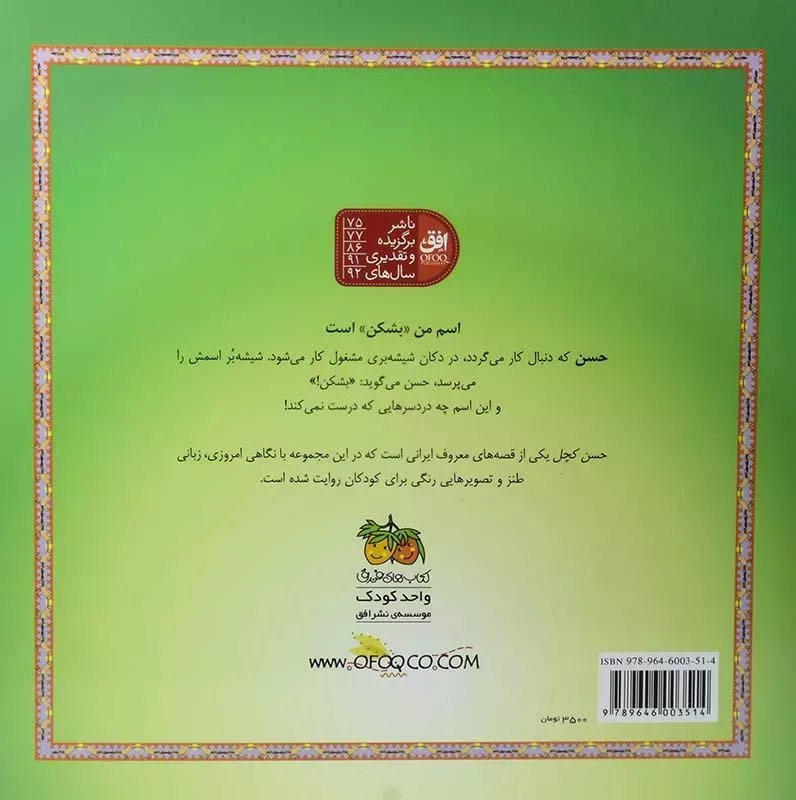 ناشر
برگزیده
و تقدیری
سال‌های
۷۵
۷۷
۸۶
۹۱
۹۲
افق
OFOQ
اسم من «بشکن» است
حسن که دنبال کار می‌گردد، در دکان شیشه‌بری مشغول کار می‌شود. شیشه‌بُر اسمش را
می‌پرسد، حسن می‌گوید: «بشکن!»
و این اسم چه دردسرهایی که درست نمی‌کند!
حسن کچل یکی از قصه‌های معروف ایرانی است که در این مجموعه با نگاهی امروزی، زبانی
طنز و تصویرهایی رنگی برای کودکان روایت شده است.
کتاب‌های فندق
واحد کودک
موسسه‌ی نشر افق
www.OFOQCO.COM
ISBN 978-964-6003-51-4
9 789646 003514
۳۵۰۰ تومان